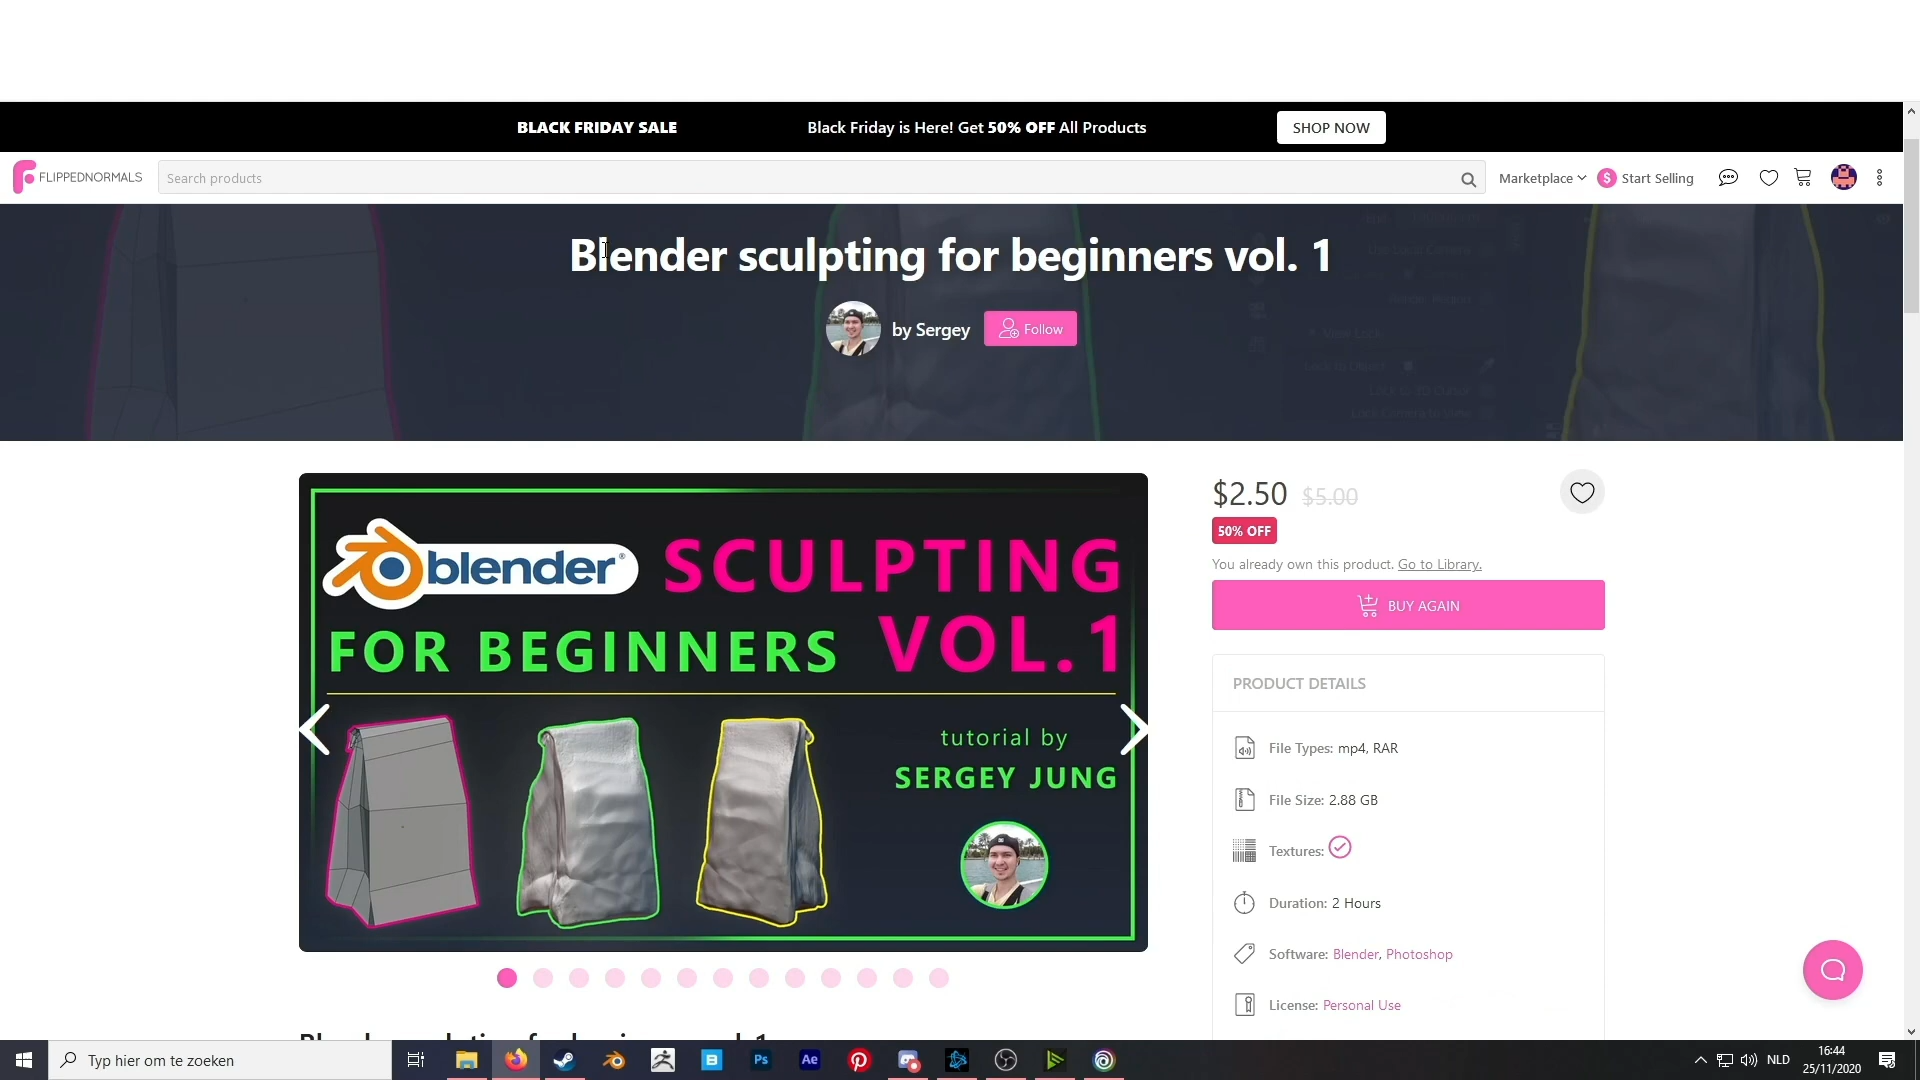 BLACK FRIDAY SALE
Black Friday is Here! Get 50% OFF All Products
SHOP NOW
FLIPPEDNORMALS
Search products
Marketplace
$ Start Selling
Blender sculpting for beginners vol. 1
by Sergey
Follow
blender
SCULPTING
FOR BEGINNERS
VOL.1
tutorial by
SERGEY JUNG
$2.50 $5.00
50% OFF
You already own this product. Go to Library.
BUY AGAIN
PRODUCT DETAILS
File Types: mp4, RAR
File Size: 2.88 GB
Textures:
Duration: 2 Hours
Software: Blender, Photoshop
License: Personal Use
Typ hier om te zoeken
B
Ps
Ae
NLD
16:44
25/11/2020